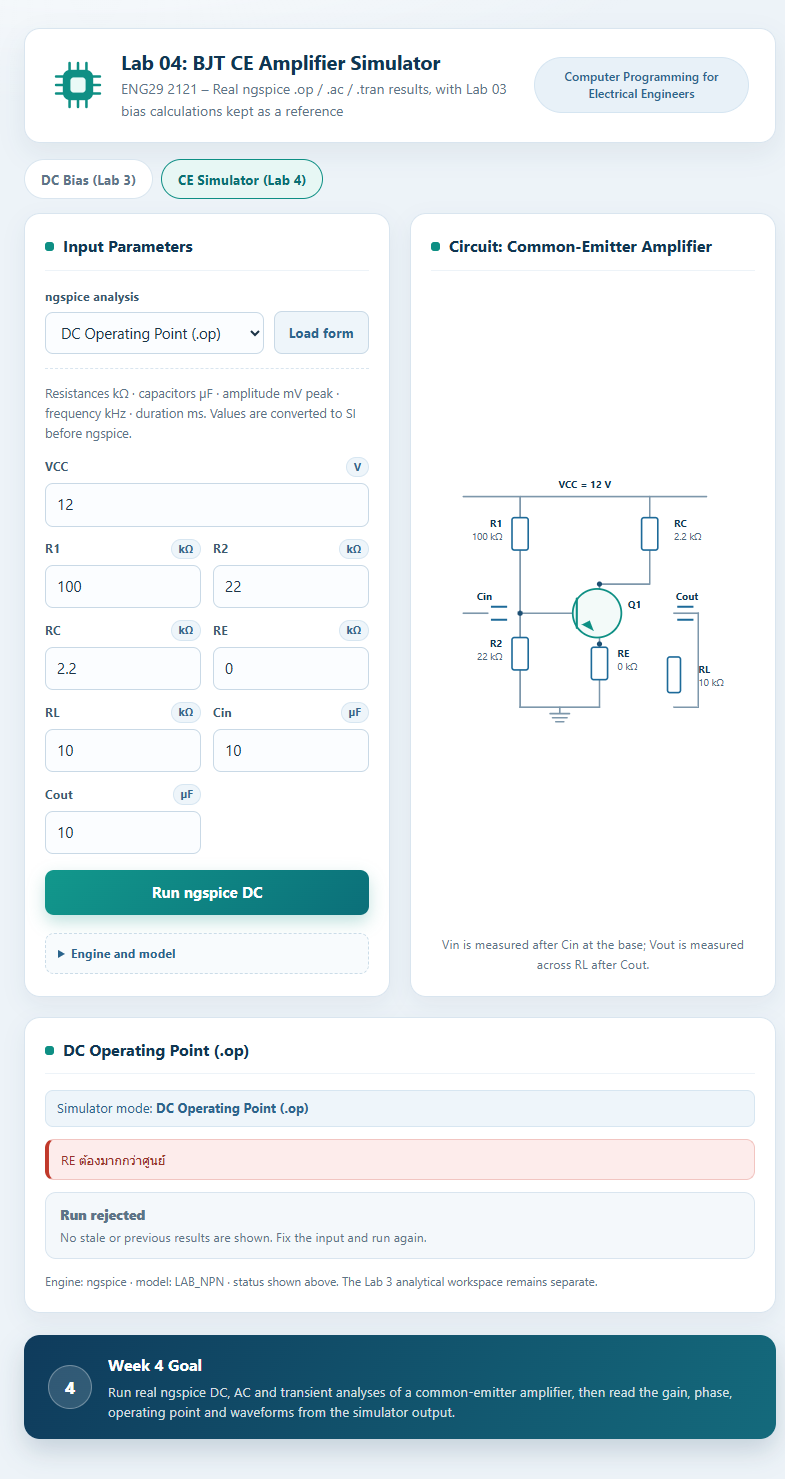 Lab 04: BJT CE Amplifier Simulator
ENG29 2121 – Real ngspice .op / .ac / .tran results, with Lab 03
bias calculations kept as a reference
Computer Programming for
Electrical Engineers
DC Bias (Lab 3)
CE Simulator (Lab 4)
Input Parameters
ngspice analysis
DC Operating Point (.op)
Load form
Resistances kΩ · capacitors µF · amplitude mV peak ·
frequency kHz · duration ms. Values are converted to SI
before ngspice.
VCC V
12
R1 kΩ R2 kΩ
100 22
RC kΩ RE kΩ
2.2 0
RL kΩ Cin µF
10 10
Cout µF
10
Run ngspice DC
▶ Engine and model
Circuit: Common-Emitter Amplifier
VCC = 12 V
R1
100 kΩ
RC
2.2 kΩ
Cin
Q1
Cout
R2
22 kΩ
RE
0 kΩ
RL
10 kΩ
Vin is measured after Cin at the base; Vout is measured
across RL after Cout.
DC Operating Point (.op)
Simulator mode: DC Operating Point (.op)
RE ต้องมากกว่าศูนย์
Run rejected
No stale or previous results are shown. Fix the input and run again.
Engine: ngspice · model: LAB_NPN · status shown above. The Lab 3 analytical workspace remains separate.
4
Week 4 Goal
Run real ngspice DC, AC and transient analyses of a common-emitter amplifier, then read the gain, phase,
operating point and waveforms from the simulator output.